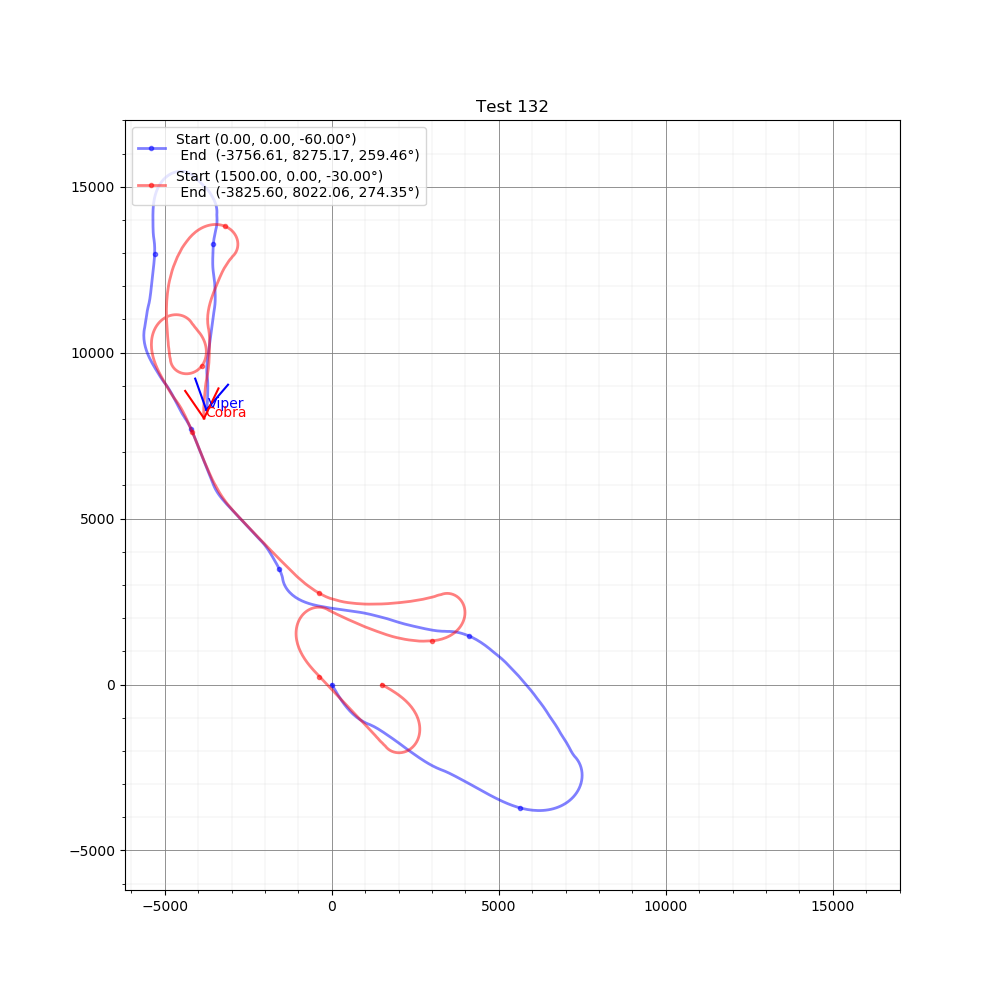 Test 132
Start (0.00, 0.00, -60.00°)
End (-3756.61, 8275.17, 259.46°)
Start (1500.00, 0.00, -30.00°)
End (-3825.60, 8022.06, 274.35°)
15000
10000
Viper
Cobra
5000
0
−5000
−5000 0 5000 10000 15000